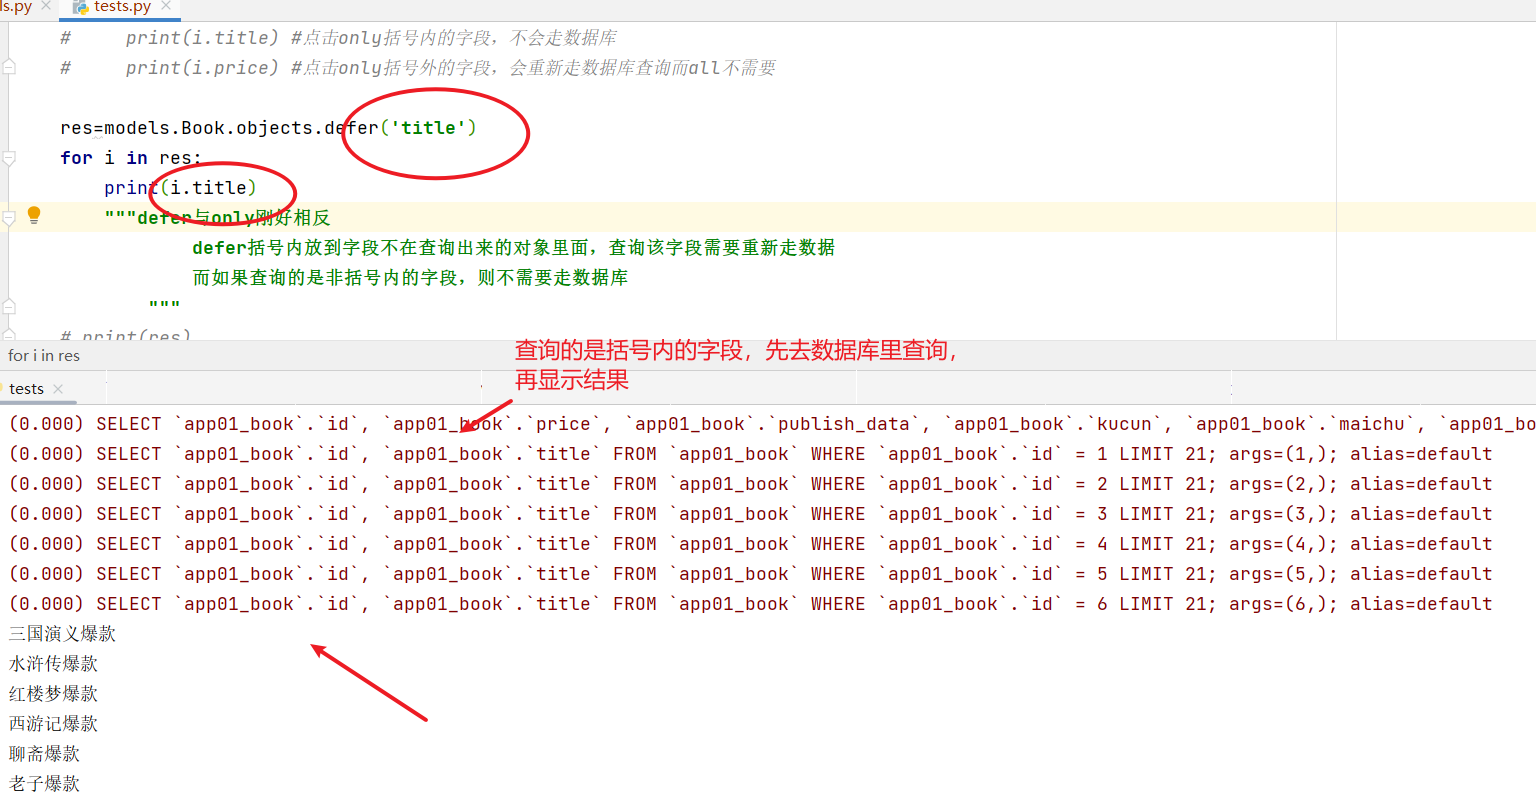 ls.py
tests.py
#     print(i.title) #点击only括号内的字段，不会走数据库
#     print(i.price) #点击only括号外的字段，会重新走数据库查询而all不需要
res=models.Book.objects.defer('title')
for i in res:
print(i.title)
"""defer与only刚好相反
defer括号内放到字段不在查询出来的对象里面，查询该字段需要重新走数据
而如果查询的是非括号内的字段，则不需要走数据库
"""
# print(res)
查询的是括号内的字段，先去数据库里查询，
再显示结果
for i in res
tests
(0.000) SELECT `app01_book`.`id`, `app01_book`.`price`, `app01_book`.`publish_data`, `app01_book`.`kucun`, `app01_book`.`maichu`, `app01_bo
(0.000) SELECT `app01_book`.`id`, `app01_book`.`title` FROM `app01_book` WHERE `app01_book`.`id` = 1 LIMIT 21; args=(1,); alias=default
(0.000) SELECT `app01_book`.`id`, `app01_book`.`title` FROM `app01_book` WHERE `app01_book`.`id` = 2 LIMIT 21; args=(2,); alias=default
(0.000) SELECT `app01_book`.`id`, `app01_book`.`title` FROM `app01_book` WHERE `app01_book`.`id` = 3 LIMIT 21; args=(3,); alias=default
(0.000) SELECT `app01_book`.`id`, `app01_book`.`title` FROM `app01_book` WHERE `app01_book`.`id` = 4 LIMIT 21; args=(4,); alias=default
(0.000) SELECT `app01_book`.`id`, `app01_book`.`title` FROM `app01_book` WHERE `app01_book`.`id` = 5 LIMIT 21; args=(5,); alias=default
(0.000) SELECT `app01_book`.`id`, `app01_book`.`title` FROM `app01_book` WHERE `app01_book`.`id` = 6 LIMIT 21; args=(6,); alias=default
三国演义爆款
水浒传爆款
红楼梦爆款
西游记爆款
聊斋爆款
老子爆款